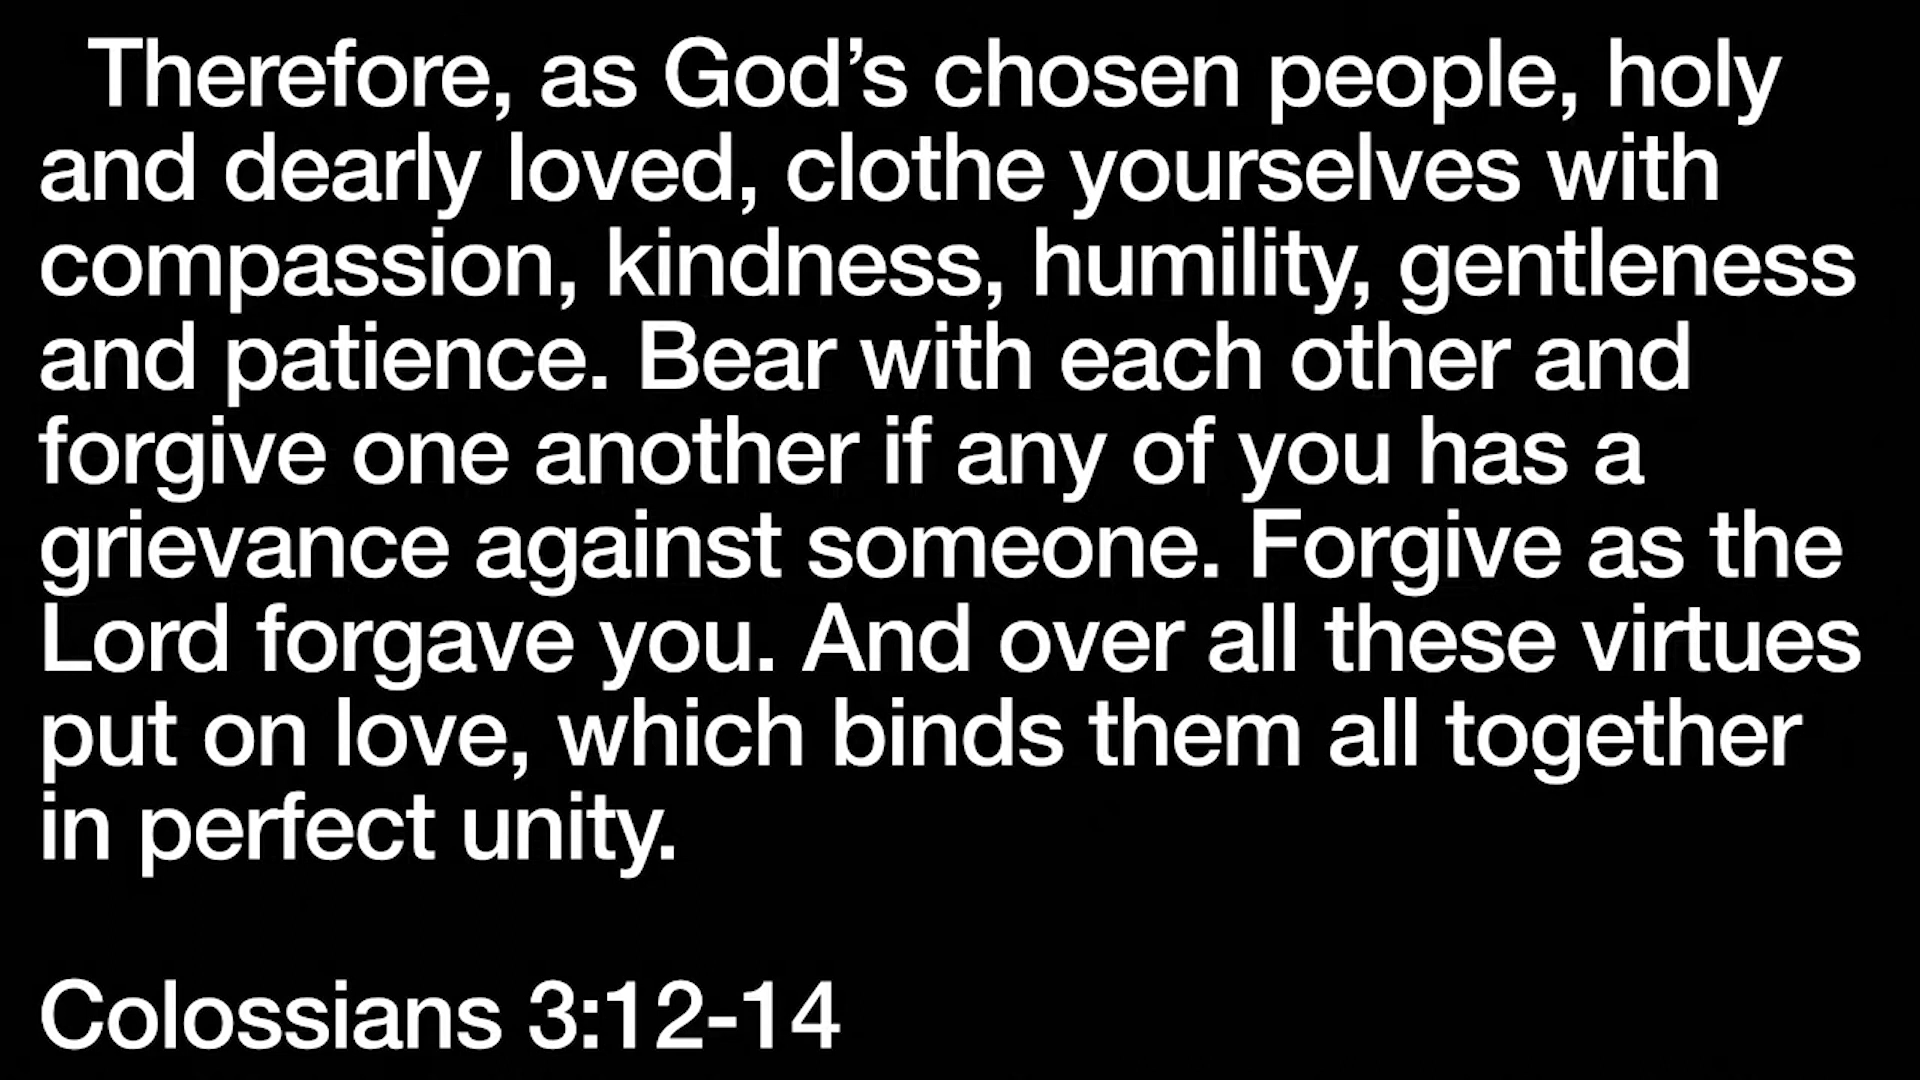 Therefore, as God’s chosen people, holy
and dearly loved, clothe yourselves with
compassion, kindness, humility, gentleness
and patience. Bear with each other and
forgive one another if any of you has a
grievance against someone. Forgive as the
Lord forgave you. And over all these virtues
put on love, which binds them all together
in perfect unity.
Colossians 3:12-14